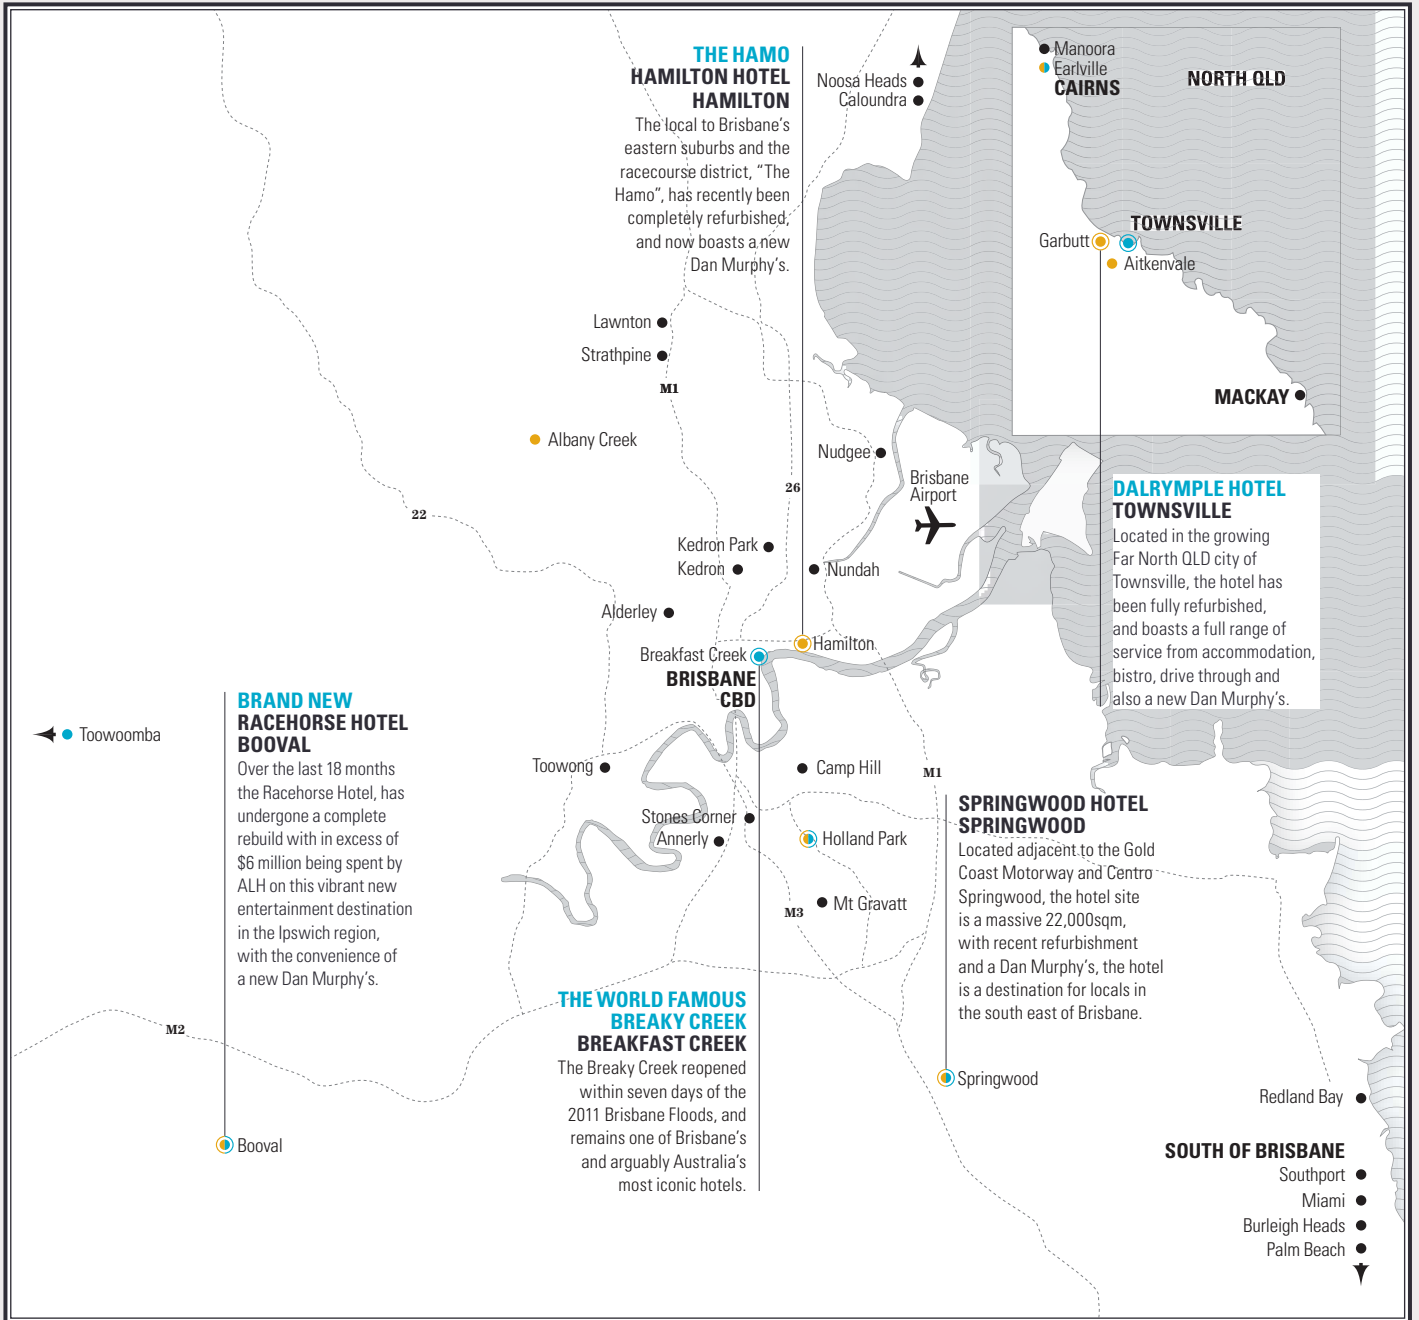 THE HAMO
HAMILTON HOTEL
HAMILTON
The local to Brisbane's
eastern suburbs and the
racecourse district, “The
Hamo”, has recently been
completely refurbished,
and now boasts a new
Dan Murphy's.
Noosa Heads
Caloundra
Manoora
Earlville
CAIRNS
NORTH QLD
TOWNSVILLE
Garbutt
Aitkenvale
MACKAY
Lawnton
Strathpine
M1
Albany Creek
Nudgee
Brisbane
Airport
26
22
Kedron Park
Kedron
Nundah
Alderley
Hamilton
Breakfast Creek
BRISBANE
CBD
DALRYMPLE HOTEL
TOWNSVILLE
Located in the growing
Far North QLD city of
Townsville, the hotel has
been fully refurbished,
and boasts a full range of
service from accommodation,
bistro, drive through and
also a new Dan Murphy's.
Toowoomba
BRAND NEW
RACEHORSE HOTEL
BOOVAL
Over the last 18 months
the Racehorse Hotel, has
undergone a complete
rebuild with in excess of
$6 million being spent by
ALH on this vibrant new
entertainment destination
in the Ipswich region,
with the convenience of
a new Dan Murphy's.
Toowong
Camp Hill
M1
Stones Corner
Annerly
Holland Park
Mt Gravatt
M3
SPRINGWOOD HOTEL
SPRINGWOOD
Located adjacent to the Gold
Coast Motorway and Centro
Springwood, the hotel site
is a massive 22,000sqm,
with recent refurbishment
and a Dan Murphy's, the hotel
is a destination for locals in
the south east of Brisbane.
THE WORLD FAMOUS
BREAKY CREEK
BREAKFAST CREEK
The Breaky Creek reopened
within seven days of the
2011 Brisbane Floods, and
remains one of Brisbane's
and arguably Australia's
most iconic hotels.
M2
Booval
Springwood
Redland Bay
SOUTH OF BRISBANE
Southport
Miami
Burleigh Heads
Palm Beach